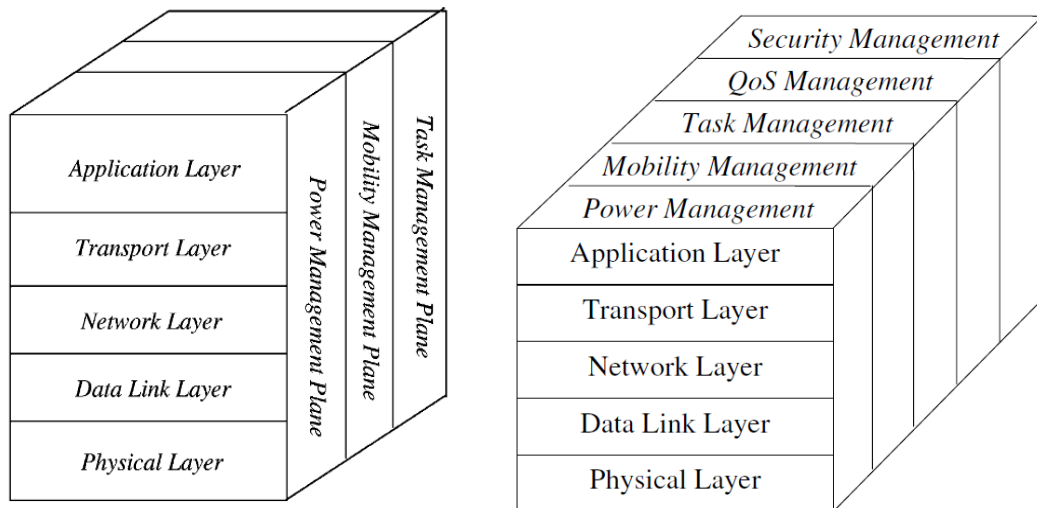 Application Layer
Transport Layer
Network Layer
Data Link Layer
Physical Layer
Power Management Plane
Mobility Management Plane
Task Management Plane
Security Management
QoS Management
Task Management
Mobility Management
Power Management
Application Layer
Transport Layer
Network Layer
Data Link Layer
Physical Layer